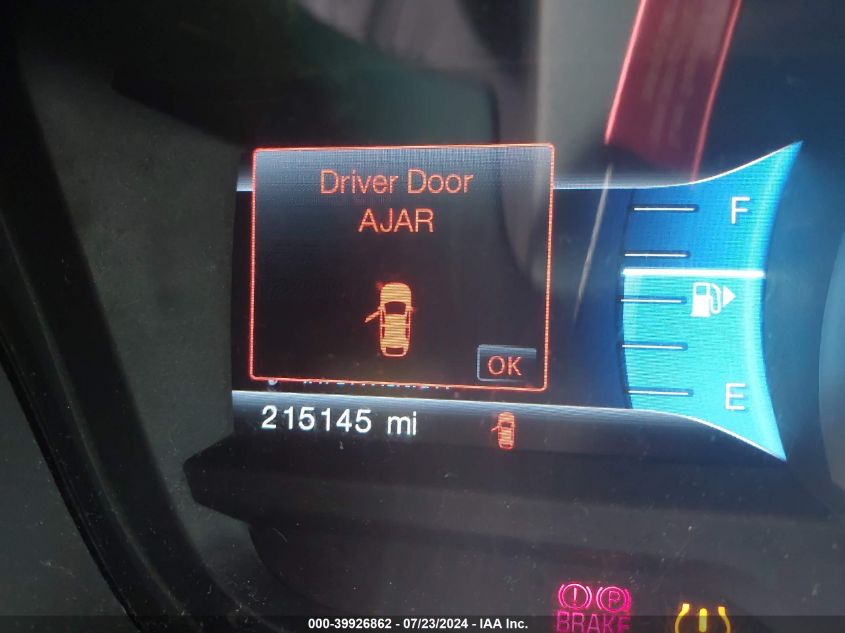 Driver Door
AJAR
OK
F
E
215145 mi
P
BRAKE
000-39926862 - 07/23/2024 - IAA Inc.